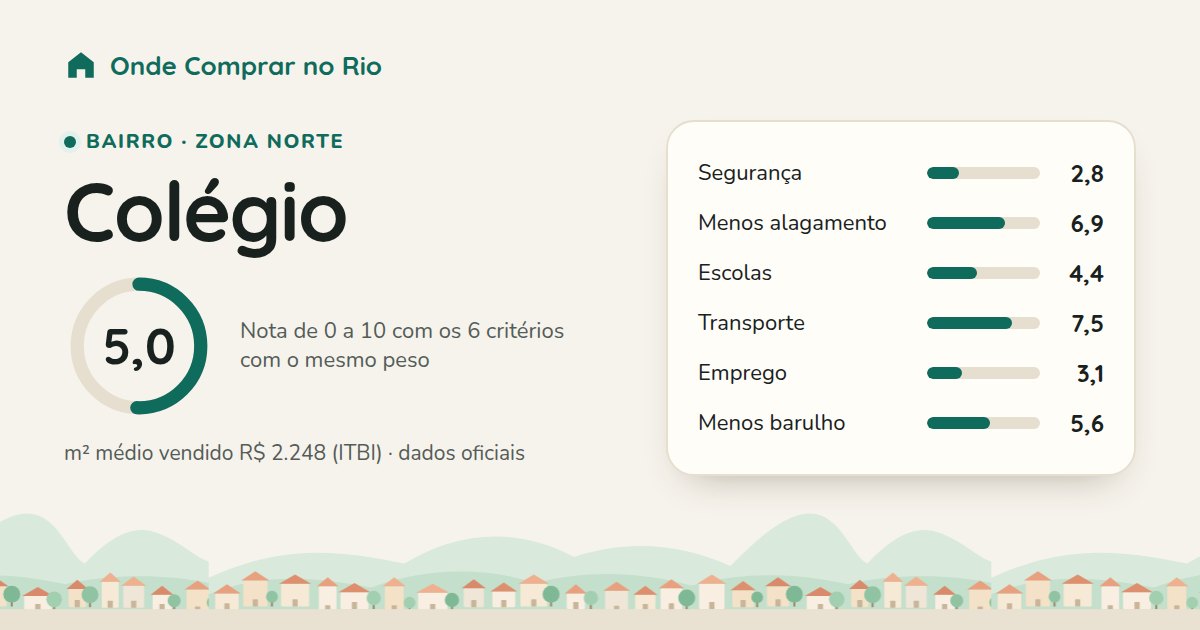 Onde Comprar no Rio
BAIRRO · ZONA NORTE
Colégio
5,0
Nota de 0 a 10 com os 6 critérios
com o mesmo peso
m² médio vendido R$ 2.248 (ITBI) · dados oficiais
Segurança 2,8
Menos alagamento 6,9
Escolas 4,4
Transporte 7,5
Emprego 3,1
Menos barulho 5,6